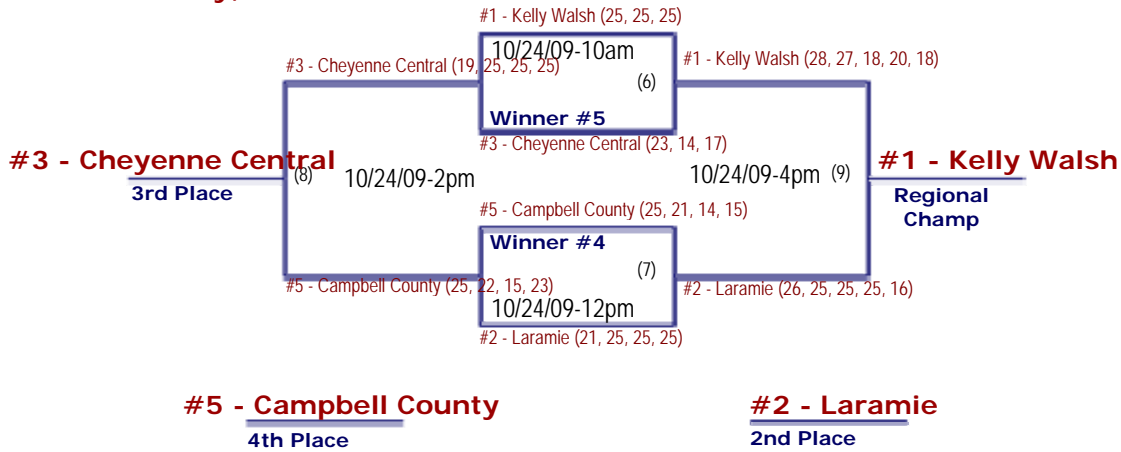 #1 - Kelly Walsh (25, 25, 25)
10/24/09-10am
#3 - Cheyenne Central (19, 25, 25, 25)
#1 - Kelly Walsh (28, 27, 18, 20, 18)
(6)
Winner #5
#3 - Cheyenne Central (23, 14, 17)
#3 - Cheyenne Central
#1 - Kelly Walsh
(8)
10/24/09-2pm
10/24/09-4pm (9)
3rd Place
Regional
Champ
#5 - Campbell County (25, 21, 14, 15)
Winner #4
(7)
#5 - Campbell County (25, 22, 15, 23)
#2 - Laramie (26, 25, 25, 25, 16)
10/24/09-12pm
#2 - Laramie (21, 25, 25, 25)
#5 - Campbell County
#2 - Laramie
4th Place
2nd Place